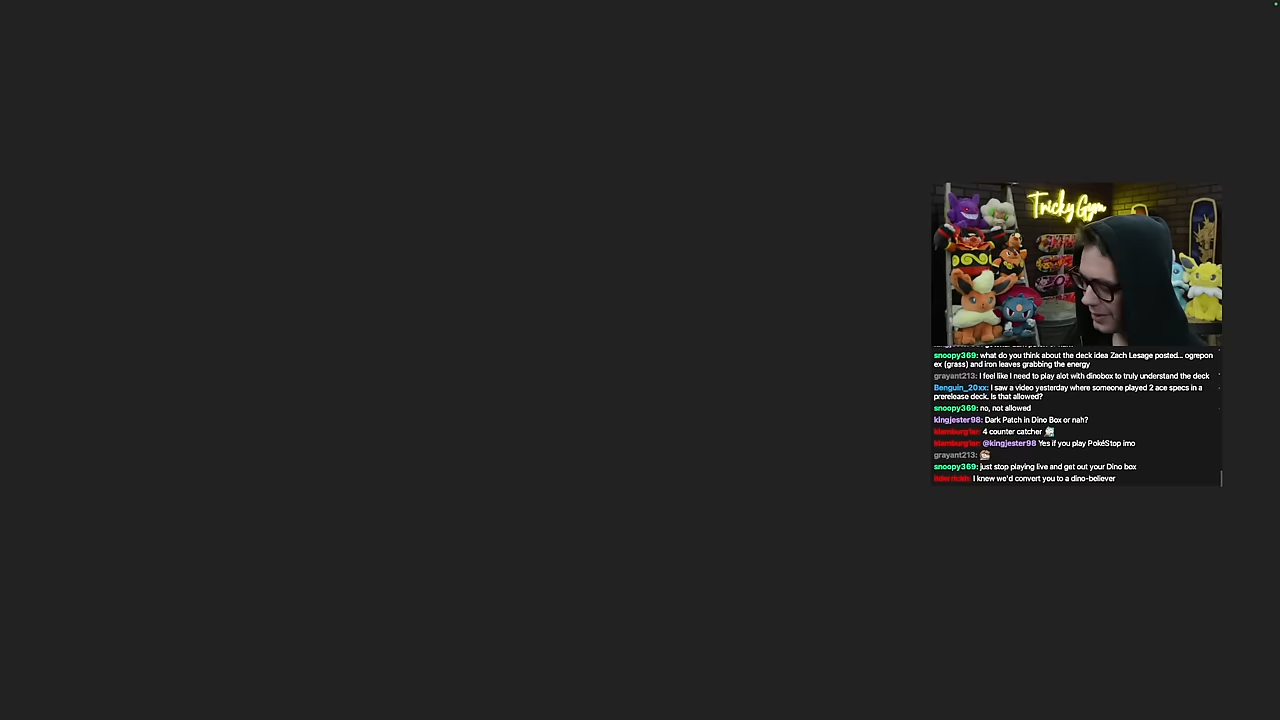 Tricky Gym
snoopy369: what do you think about the deck idea Zach Lesage posted... ogrepon
ex (grass) and iron leaves grabbing the energy
grayant213: I feel like I need to play alot with dinobox to truly understand the deck
Benguin_20xx: I saw a video yesterday where someone played 2 ace specs in a
prerelease deck. Is that allowed?
snoopy369: no, not allowed
kingjester98: Dark Patch in Dino Box or nah?
4 counter catcher
@kingjester98 Yes if you play PokéStop imo
grayant213:
snoopy369: just stop playing live and get out your Dino box
I knew we'd convert you to a dino-believer